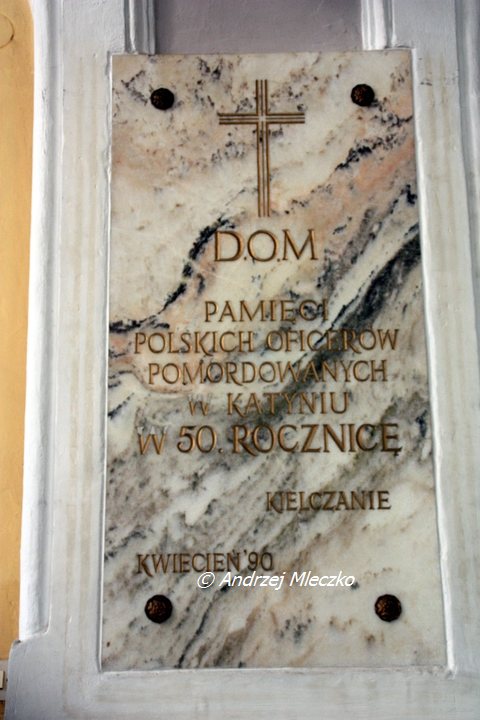 D.O.M
PAMIĘCI
POLSKICH OFICERÓW
POMORDOWANYCH
W KATYNIU
W 50. ROCZNICĘ
KIELCZANIE
KWIECIEŃ '90
© Andrzej Mleczko